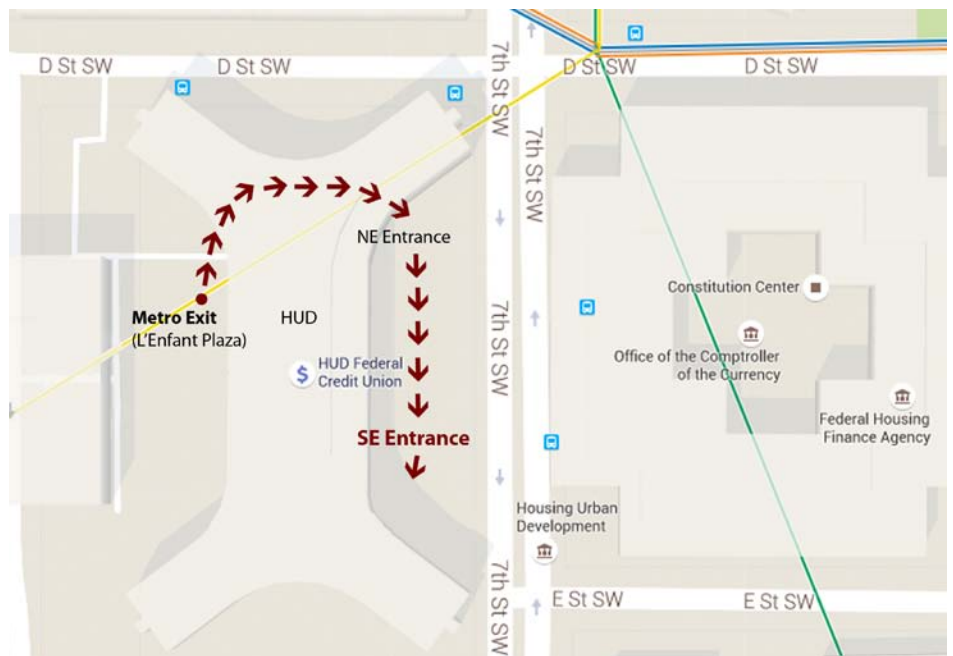 D St SW
D St SW
7th St SW
D St SW
D St SW
7th St SW
NE Entrance
Metro Exit
(L'Enfant Plaza)
HUD
$
HUD Federal
Credit Union
7th St SW
Constitution Center
Office of the Comptroller
of the Currency
Federal Housing
Finance Agency
SE Entrance
Housing Urban
Development
7th St SW
E St SW
E St SW